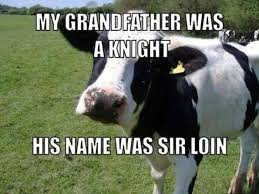 MY GRANDFATHER WAS
A KNIGHT
HIS NAME WAS SIR LOIN